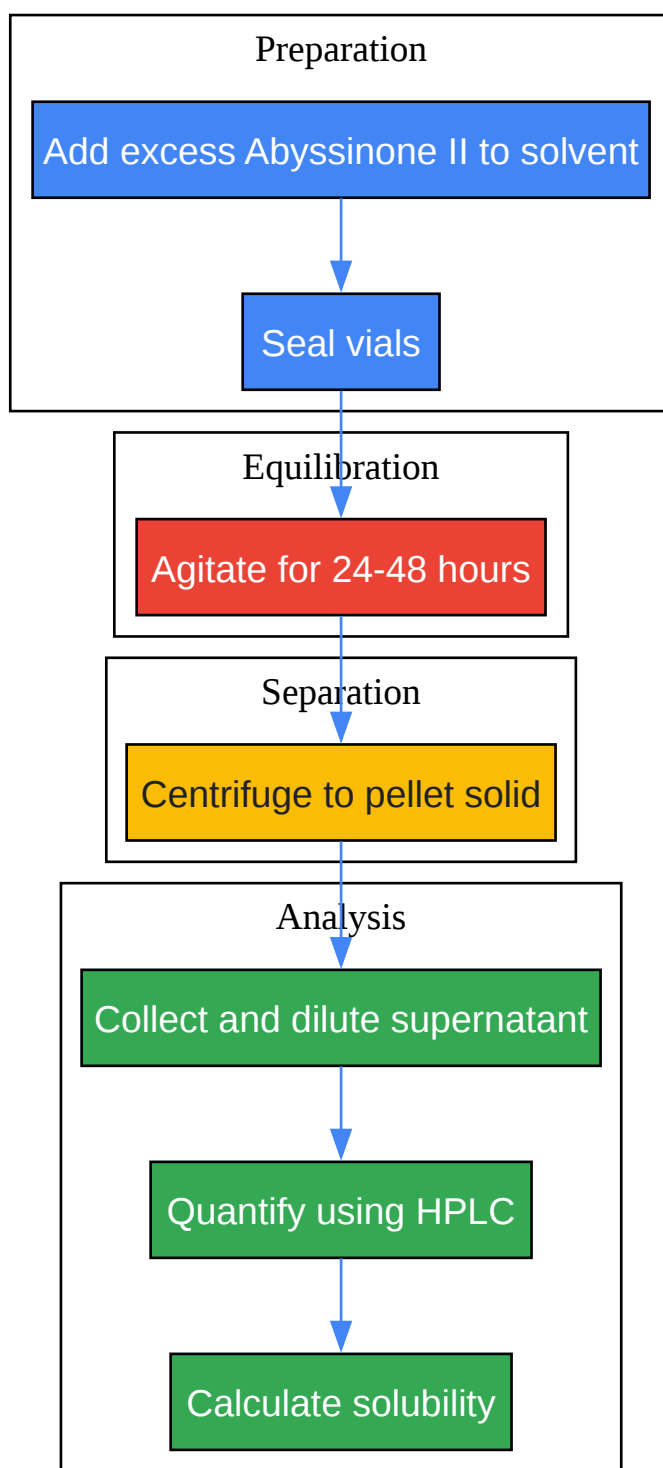 Preparation
Add excess Abyssinone II to solvent
Seal vials
Equilibration
Agitate for 24-48 hours
Separation
Centrifuge to pellet solid
Analysis
Collect and dilute supernatant
Quantify using HPLC
Calculate solubility